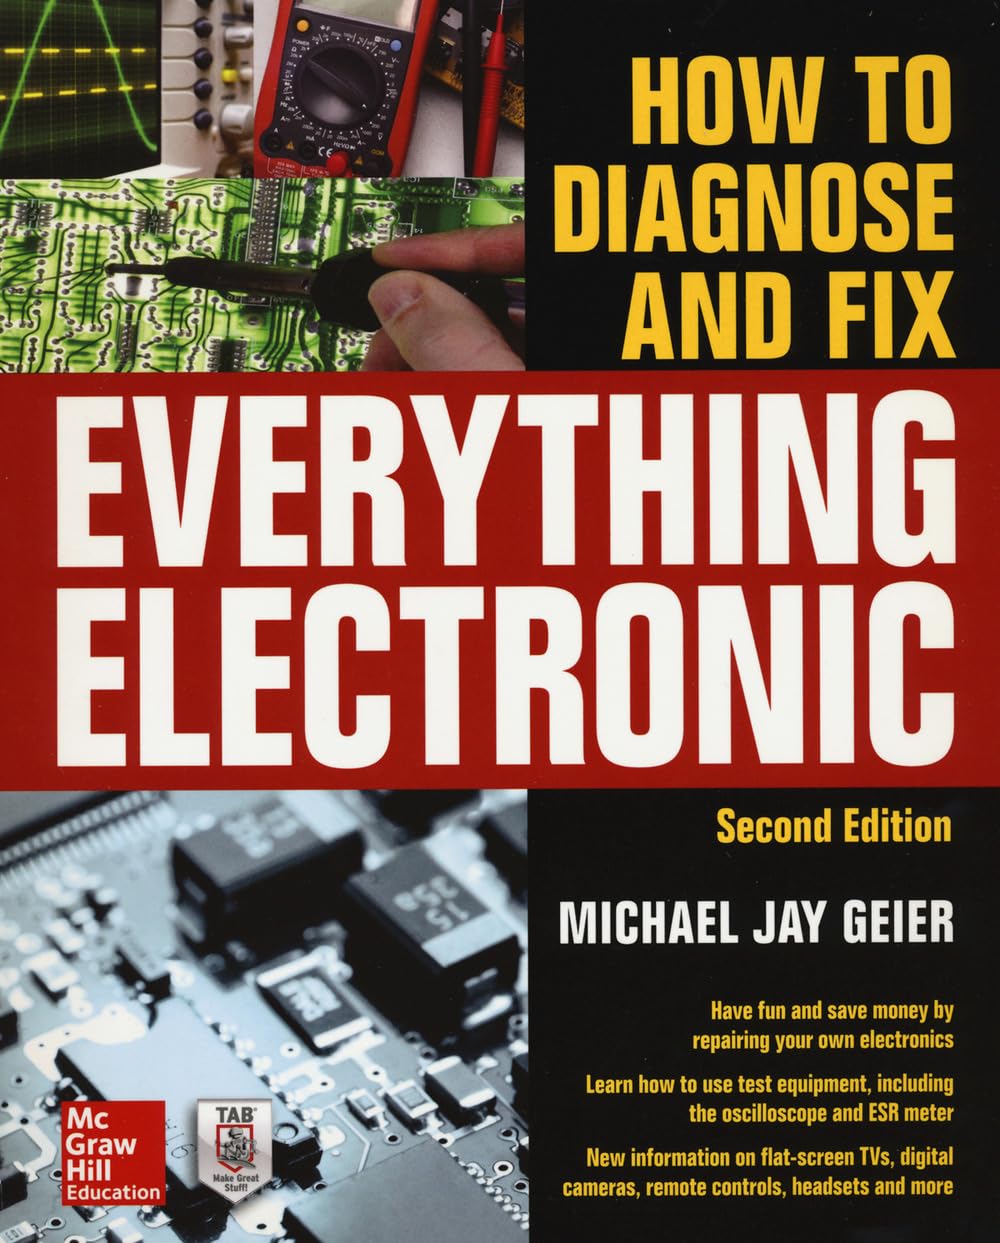 HOW TO
DIAGNOSE
AND FIX
EVERYTHING
ELECTRONIC
Second Edition
MICHAEL JAY GEIER
Have fun and save money by
repairing your own electronics
Learn how to use test equipment, including
the oscilloscope and ESR meter
New information on flat-screen TVs, digital
cameras, remote controls, headsets and more
15
35a
Mc
Graw
Hill
Education
TAB®
Make Great
Stuff!